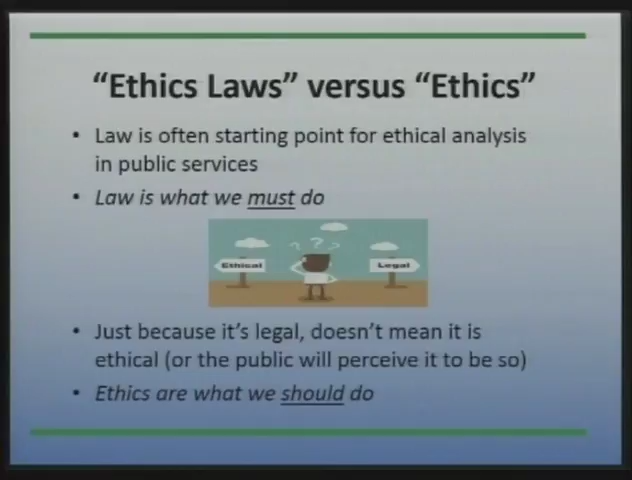 “Ethics Laws” versus “Ethics”
• Law is often starting point for ethical analysis
in public services
• Law is what we must do
? ? ?
Ethical
Legal
• Just because it’s legal, doesn’t mean it is
ethical (or the public will perceive it to be so)
• Ethics are what we should do